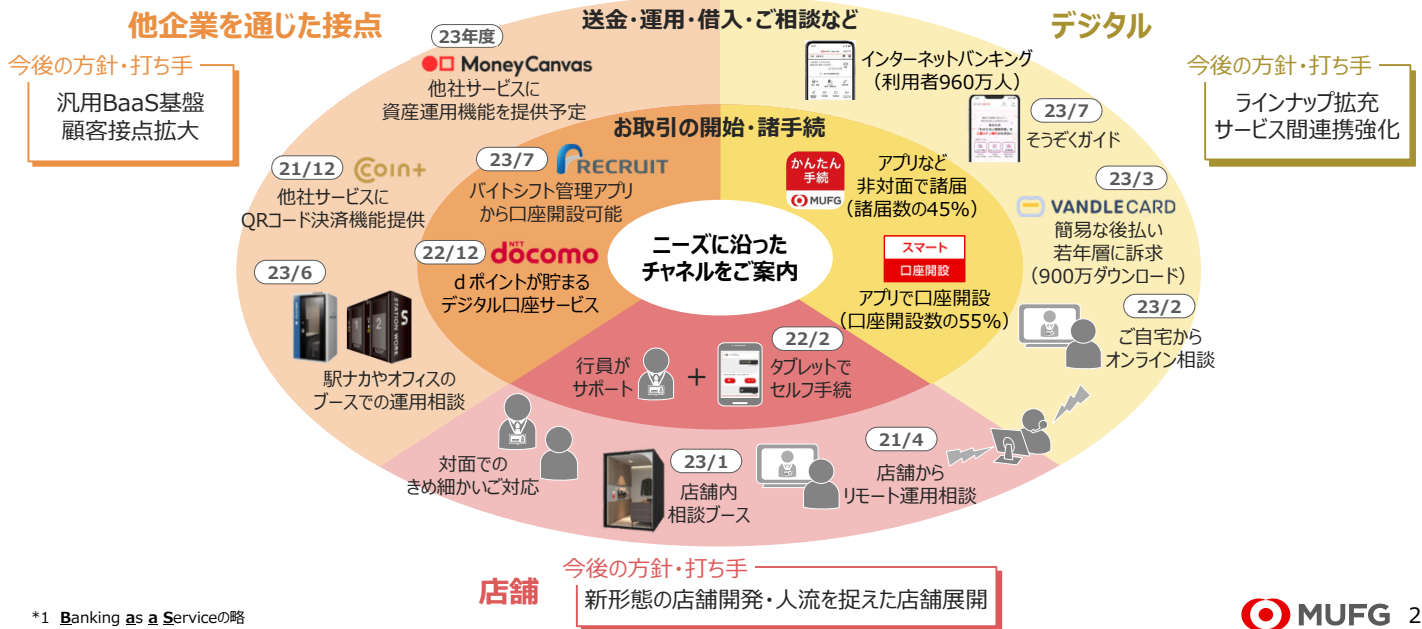 他企業を通じた接点
今後の方針・打ち手
汎用BaaS基盤
顧客接点拡大
送金・運用・借入・ご相談など
デジタル
今後の方針・打ち手
ラインナップ拡充
サービス間連携強化
23年度
MoneyCanvas
他社サービスに
資産運用機能を提供予定
インターネットバンキング
（利用者960万人）
23/7
そうぞくガイド
お取引の開始・諸手続
21/12
Coin+
他社サービスに
QRコード決済機能提供
23/7
RECRUIT
バイトシフト管理アプリ
から口座開設可能
かんたん
手続
MUFG
アプリなど
非対面で諸届
（諸届数の45%）
23/3
VANDLE CARD
簡易な後払い
若年層に訴求
（900万ダウンロード）
22/12
NTT
döcomo
dポイントが貯まる
デジタル口座サービス
ニーズに沿った
チャネルをご案内
スマート
口座開設
アプリで口座開設
（口座開設数の55%）
23/6
STATION WORK
1
2
駅ナカやオフィスの
ブースでの運用相談
23/2
ご自宅から
オンライン相談
行員が
サポート
+
22/2
タブレットで
セルフ手続
対面での
きめ細かいご対応
23/1
店舗内
相談ブース
21/4
店舗から
リモート運用相談
店舗
今後の方針・打ち手
新形態の店舗開発・人流を捉えた店舗展開
*1 Banking as a Serviceの略
MUFG 2